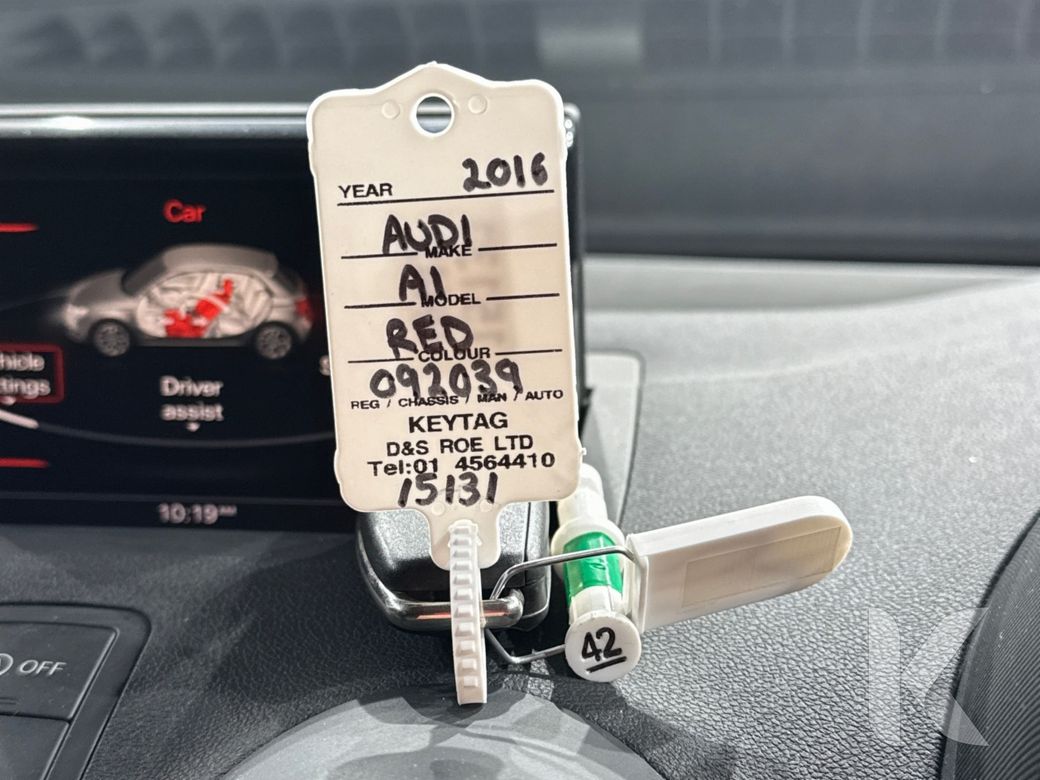 2016
YEAR
AUDI
MAKE
A1
MODEL
RED
COLOUR
092039
REG / CHASSIS / MAN / AUTO
KEYTAG
D&S ROE LTD
Tel:01 4564410
15131
42
Car
Driver
assist
10:19
OFF
K